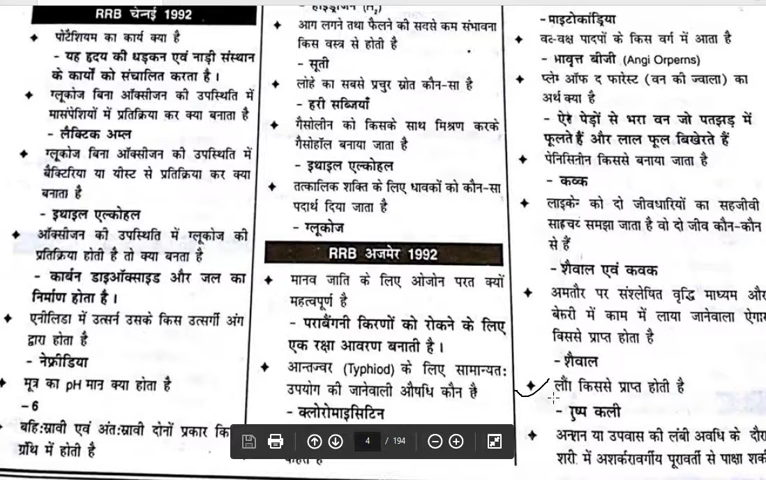 RRB चेन्नई 1992
पोटैशियम का कार्य क्या है
- यह हृदय की धड़कन एवं नाड़ी संस्थान
के कार्यों को संचालित करता है।
ग्लूकोज बिना ऑक्सीजन की उपस्थिति में
मांसपेशियों में प्रतिक्रिया कर क्या बनाता है
- लैक्टिक अम्ल
ग्लूकोज बिना ऑक्सीजन की उपस्थिति में
बैक्टिरिया या यीस्ट से प्रतिक्रिया कर क्या
बनाता है
- इथाइल एल्कोहल
ऑक्सीजन की उपस्थिति में ग्लूकोज की
प्रतिक्रिया होती है तो क्या बनता है
- कार्बन डाइऑक्साइड और जल का
निर्माण होता है।
एनीलिडा में उत्सर्न उसके किस उत्सर्गी अंग
द्वारा होता है
- नेफ्रीडिया
मूत्र का pH मान क्या होता है
-6
बहि:स्रावी एवं अंत:स्रावी दोनों प्रकार
ग्रंथि में होती है
आग लगने तथा फैलने की सबसे कम संभावना
किस वस्त्र से होती है
- सूती
लोहे का सबसे प्रचुर स्रोत कौन-सा है
- हरी सब्जियाँ
गैसोलीन को किसके साथ मिश्रण करके
गैसोहॉल बनाया जाता है
- इथाइल एल्कोहल
तत्कालिक शक्ति के लिए धावकों को कौन-सा
पदार्थ दिया जाता है
- ग्लूकोज
RRB अजमेर 1992
मानव जाति के लिए ओजोन परत क्यों
महत्वपूर्ण है
- पराबैंगनी किरणों को रोकने के लिए
एक रक्षा आवरण बनाती है।
आन्तज्वर (Typhiod) के लिए सामान्यत:
उपयोग की जानेवाली औषधि कौन है
- क्लोरोमाइसिटिन
-माइटोकांड्रिया
वट-वृक्ष पादपों के किस वर्ग में आता है
- आवृत्त बीजी (Angi Orperns)
फ्लेम ऑफ द फारेस्ट (वन की ज्वाला) का
अर्थ क्या है
- ऐसे पेड़ों से भरा वन जो पतझड़ में
फूलते हैं और लाल फूल बिखेरते हैं
पेनिसिलीन किससे बनाया जाता है
- कवक
लाइकेन को दो जीवधारियों का सहजीवी
साहचर्य समझा जाता है वो दो जीव कौन-कौन
से हैं
- शैवाल एवं कवक
अमतौर पर संश्लेषित वृद्धि माध्यम और
बेकरी में काम में लाया जानेवाला ऐगार
किससे प्राप्त होता है
- शैवाल
लौंग किससे प्राप्त होती है
- पुष्प कली
अनशन या उपवास की लंबी अवधि के
में अशर्करावर्गीय पूरावर्ती से
4 / 194